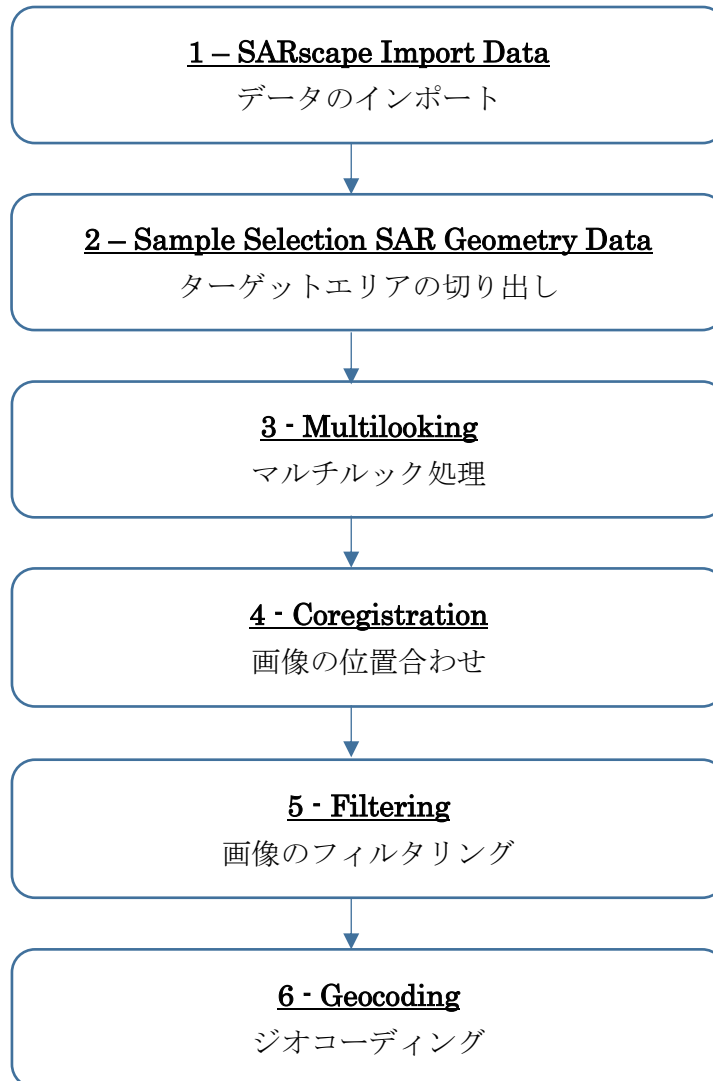 1 – SARscape Import Data
データのインポート
2 – Sample Selection SAR Geometry Data
ターゲットエリアの切り出し
3 - Multilooking
マルチルック処理
4 - Coregistration
画像の位置合わせ
5 - Filtering
画像のフィルタリング
6 - Geocoding
ジオコーディング